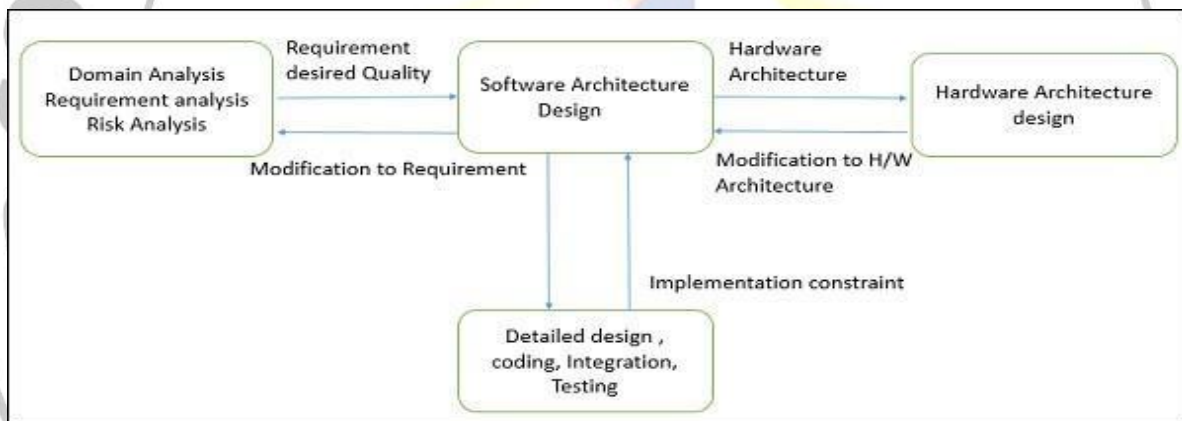 Domain Analysis
Requirement analysis
Risk Analysis
Requirement
desired Quality
Modification to Requirement
Software Architecture
Design
Hardware
Architecture
Modification to H/W
Architecture
Hardware Architecture
design
Implementation constraint
Detailed design ,
coding, Integration,
Testing